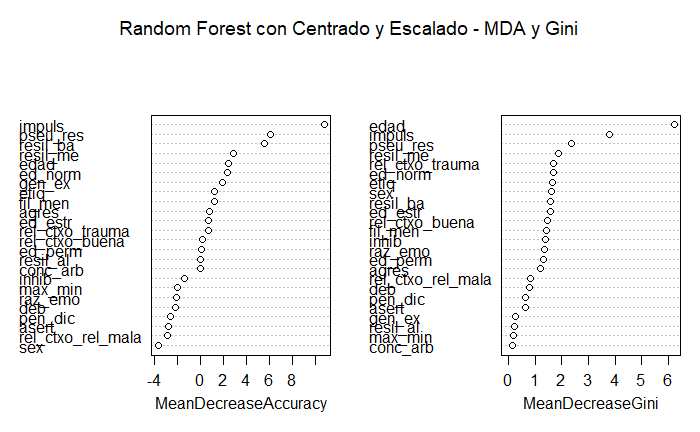 Random Forest con Centrado y Escalado - MDA y Gini
impuls
pseu_res
resil_ba
resil_me
edad
ed_norm
gen_ex
etiq
fil_men
agres
ed_estr
rel_ctxo_trauma
rel_ctxo_buena
ed_perm
resil_al
conc_arb
inhib
max_min
raz_emo
deb
pen_dic
asert
rel_ctxo_rel_mala
sex
-4 0 2 4 6 8
MeanDecreaseAccuracy
edad
impuls
pseu_res
resil_me
rel_ctxo_trauma
ed_norm
etiq
sex
resil_ba
ed_estr
rel_ctxo_buena
fil_men
inhib
raz_emo
ed_perm
agres
rel_ctxo_rel_mala
deb
pen_dic
asert
gen_ex
resil_al
max_min
conc_arb
0 1 2 3 4 5 6
MeanDecreaseGini